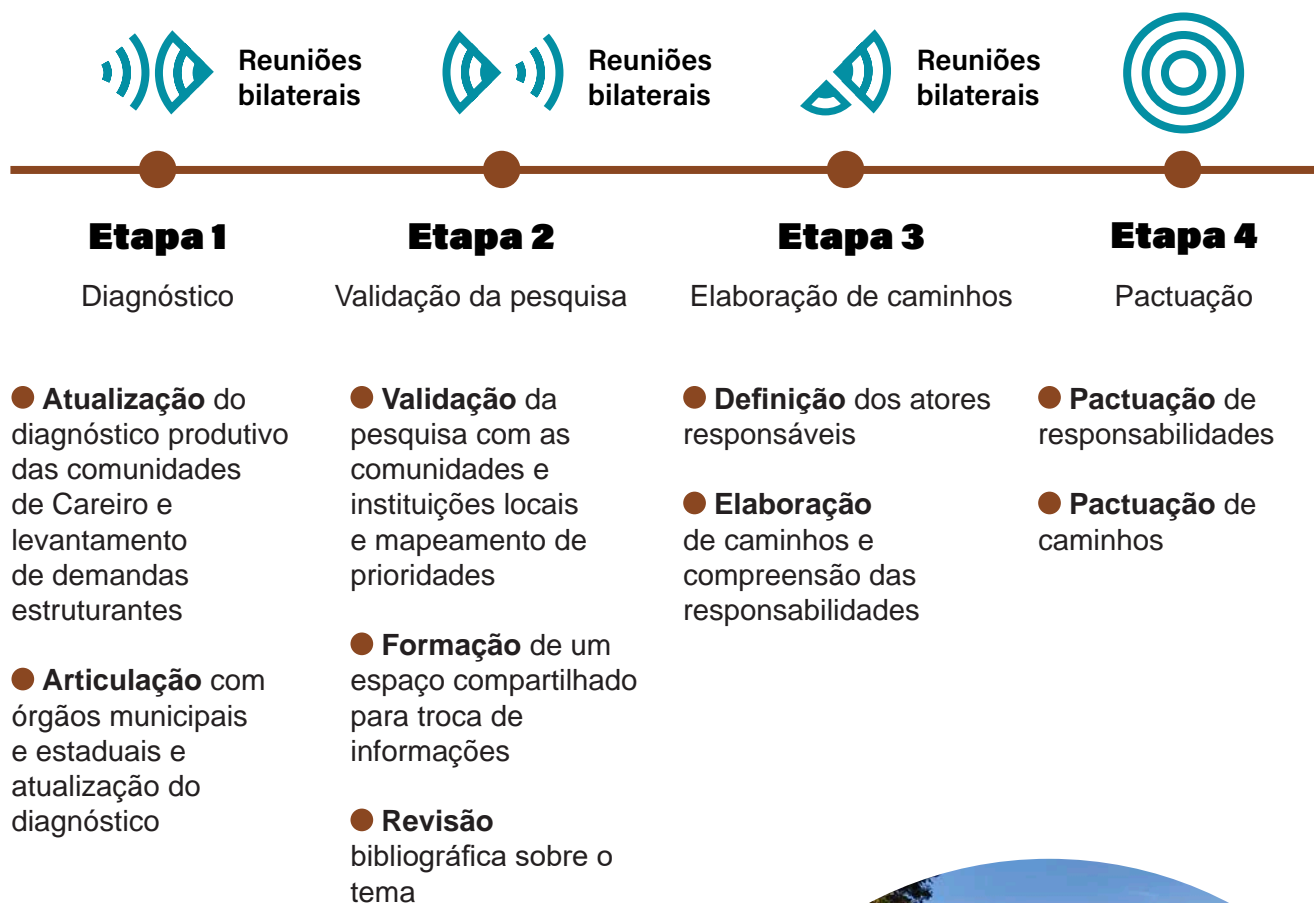 Reuniões
bilaterais
Reuniões
bilaterais
Reuniões
bilaterais
Etapa 1
Diagnóstico
● Atualização do
diagnóstico produtivo
das comunidades
de Careiro e
levantamento
de demandas
estruturantes
● Articulação com
órgãos municipais
e estaduais e
atualização do
diagnóstico
Etapa 2
Validação da pesquisa
● Validação da
pesquisa com as
comunidades e
instituições locais
e mapeamento de
prioridades
● Formação de um
espaço compartilhado
para troca de
informações
● Revisão
bibliográfica sobre o
tema
Etapa 3
Elaboração de caminhos
● Definição dos atores
responsáveis
● Elaboração
de caminhos e
compreensão das
responsabilidades
Etapa 4
Pactuação
● Pactuação de
responsabilidades
● Pactuação de
caminhos